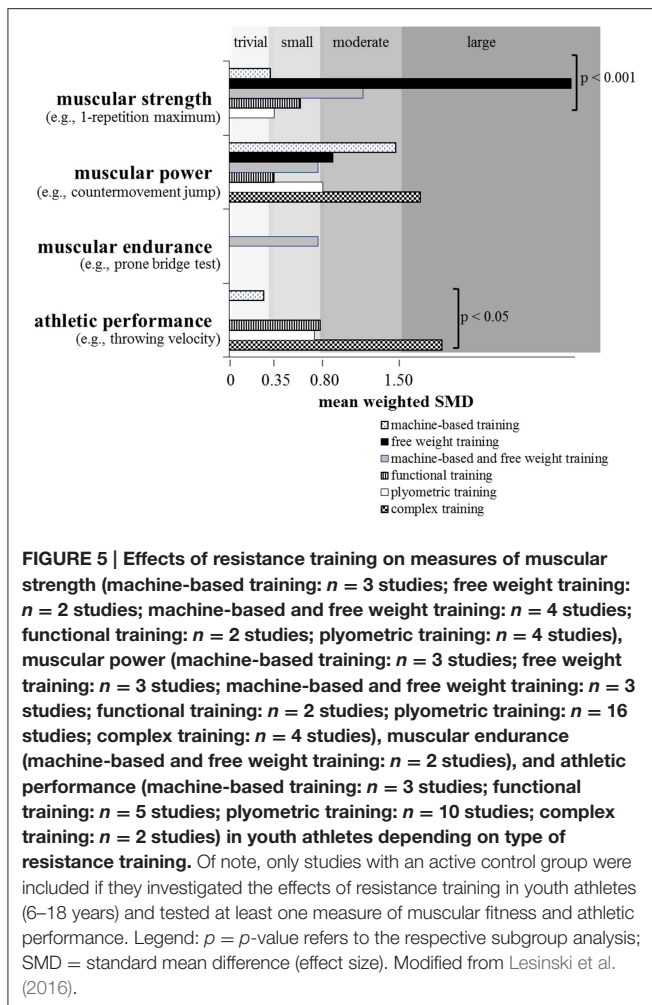 trivial small moderate large
p < 0.001
muscular strength
(e.g., 1-repetition maximum)
muscular power
(e.g., countermovement jump)
muscular endurance
(e.g., prone bridge test)
athletic performance
(e.g., throwing velocity)
p < 0.05
0 0.35 0.80 1.50
mean weighted SMD
machine-based training
free weight training
machine-based and free weight training
functional training
plyometric training
complex training
FIGURE 5 | Effects of resistance training on measures of muscular
strength (machine-based training: n = 3 studies; free weight training:
n = 2 studies; machine-based and free weight training: n = 4 studies;
functional training: n = 2 studies; plyometric training: n = 4 studies),
muscular power (machine-based training: n = 3 studies; free weight
training: n = 3 studies; machine-based and free weight training: n = 3
studies; functional training: n = 2 studies; plyometric training: n = 16
studies; complex training: n = 4 studies), muscular endurance
(machine-based and free weight training: n = 2 studies), and athletic
performance (machine-based training: n = 3 studies; functional
training: n = 5 studies; plyometric training: n = 10 studies; complex
training: n = 2 studies) in youth athletes depending on type of
resistance training. Of note, only studies with an active control group were
included if they investigated the effects of resistance training in youth athletes
(6–18 years) and tested at least one measure of muscular fitness and athletic
performance. Legend: p = p-value refers to the respective subgroup analysis;
SMD = standard mean difference (effect size). Modified from Lesinski et al.
(2016).